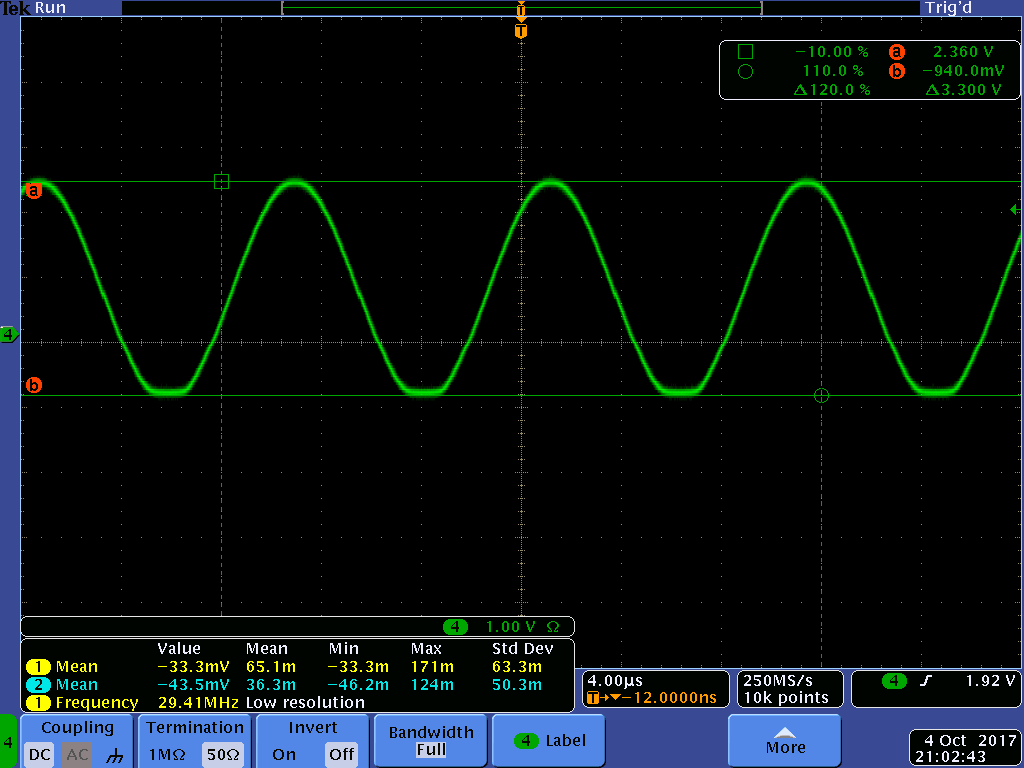 Tek Run Trig'd
T
T
−10.00 % a 2.360 V
110.0 % b −940.0mV
Δ120.0 % Δ3.300 V
a
4
b
4 1.00 V Ω
Value Mean Min Max Std Dev
1 Mean −33.3mV 65.1m −33.3m 171m 63.3m
2 Mean −43.5mV 36.3m −46.2m 124m 50.3m
1 Frequency 29.41MHz Low resolution
4.00µs
T→▼−12.0000ns
250MS/s
10k points
4 1.92 V
4
Coupling
DC AC
Termination
1MΩ 50Ω
Invert
On Off
Bandwidth
Full
4 Label
More
4 Oct 2017
21:02:43